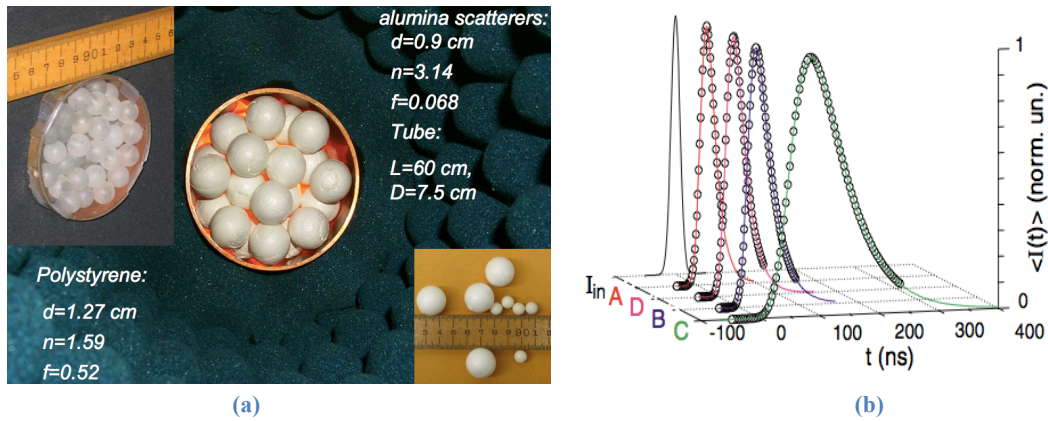 alumina scatterers:
d=0.9 cm
n=3.14
f=0.068
Tube:
L=60 cm,
D=7.5 cm
Polystyrene:
d=1.27 cm
n=1.59
f=0.52
(a)
1
<I(t)> (norm. un.)
0
I_in A D B C
-100 0 100 200 300 400
t (ns)
(b)